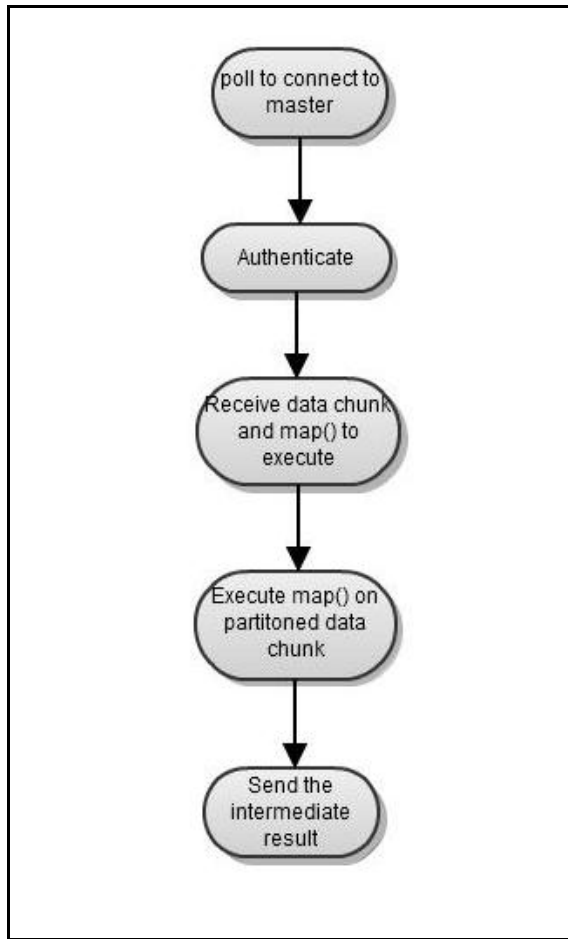 poll to connect to
master
Authenticate
Receive data chunk
and map() to
execute
Execute map() on
partitoned data
chunk
Send the
intermediate
result